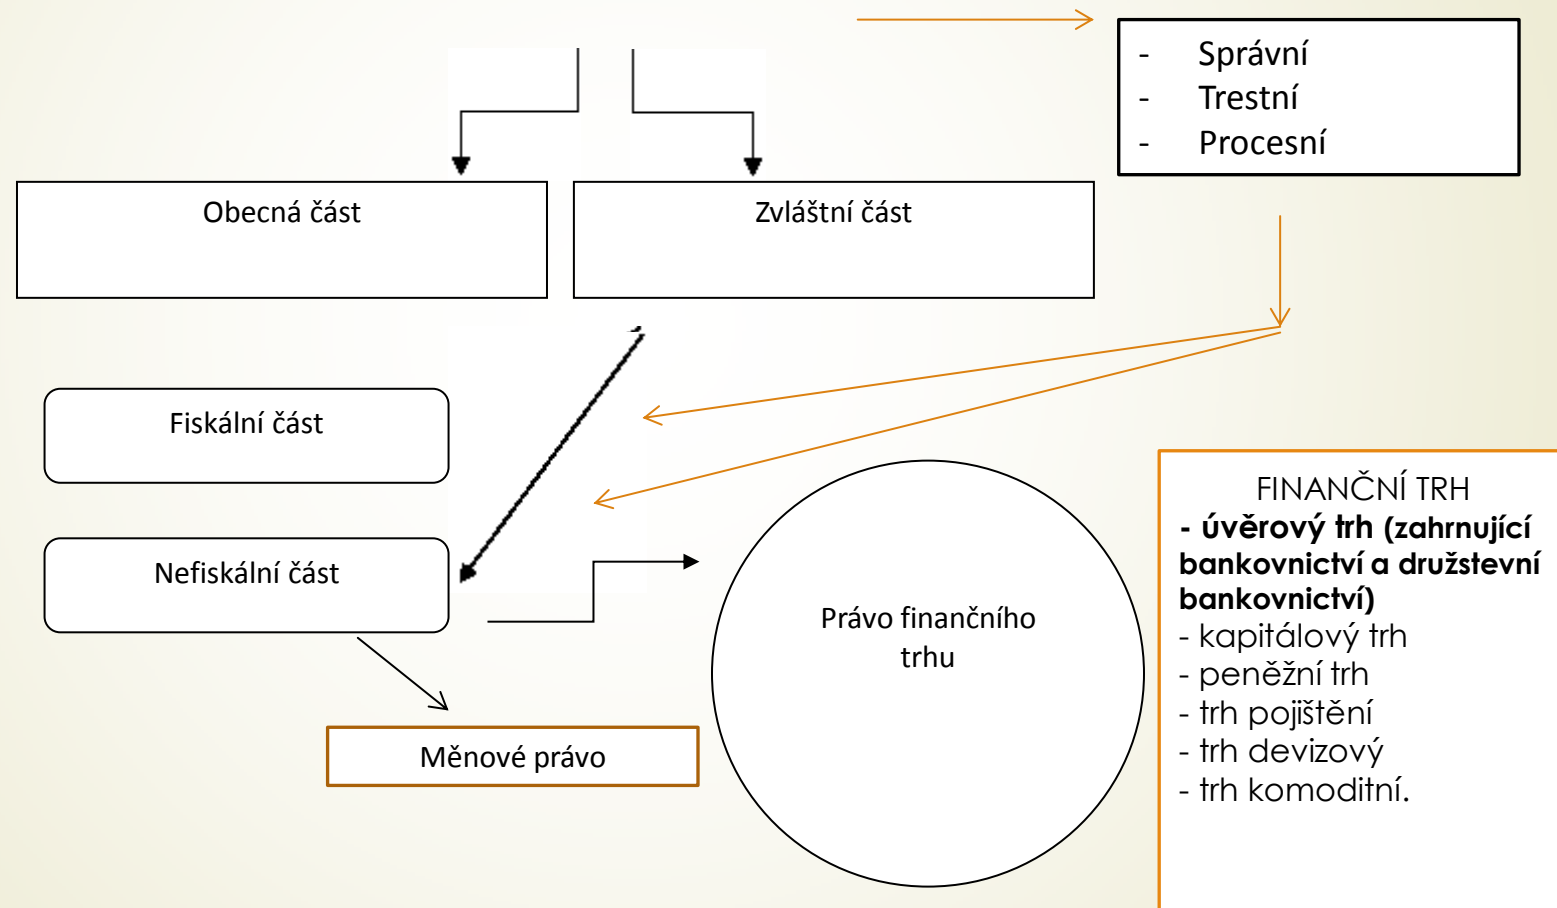 - Správní
- Trestní
- Procesní
Obecná část
Zvláštní část
Fiskální část
Nefiskální část
Právo finančního
trhu
Měnové právo
FINANČNÍ TRH
- úvěrový trh (zahrnující
bankovnictví a družstevní
bankovnictví)
- kapitálový trh
- peněžní trh
- trh pojištění
- trh devizový
- trh komoditní.